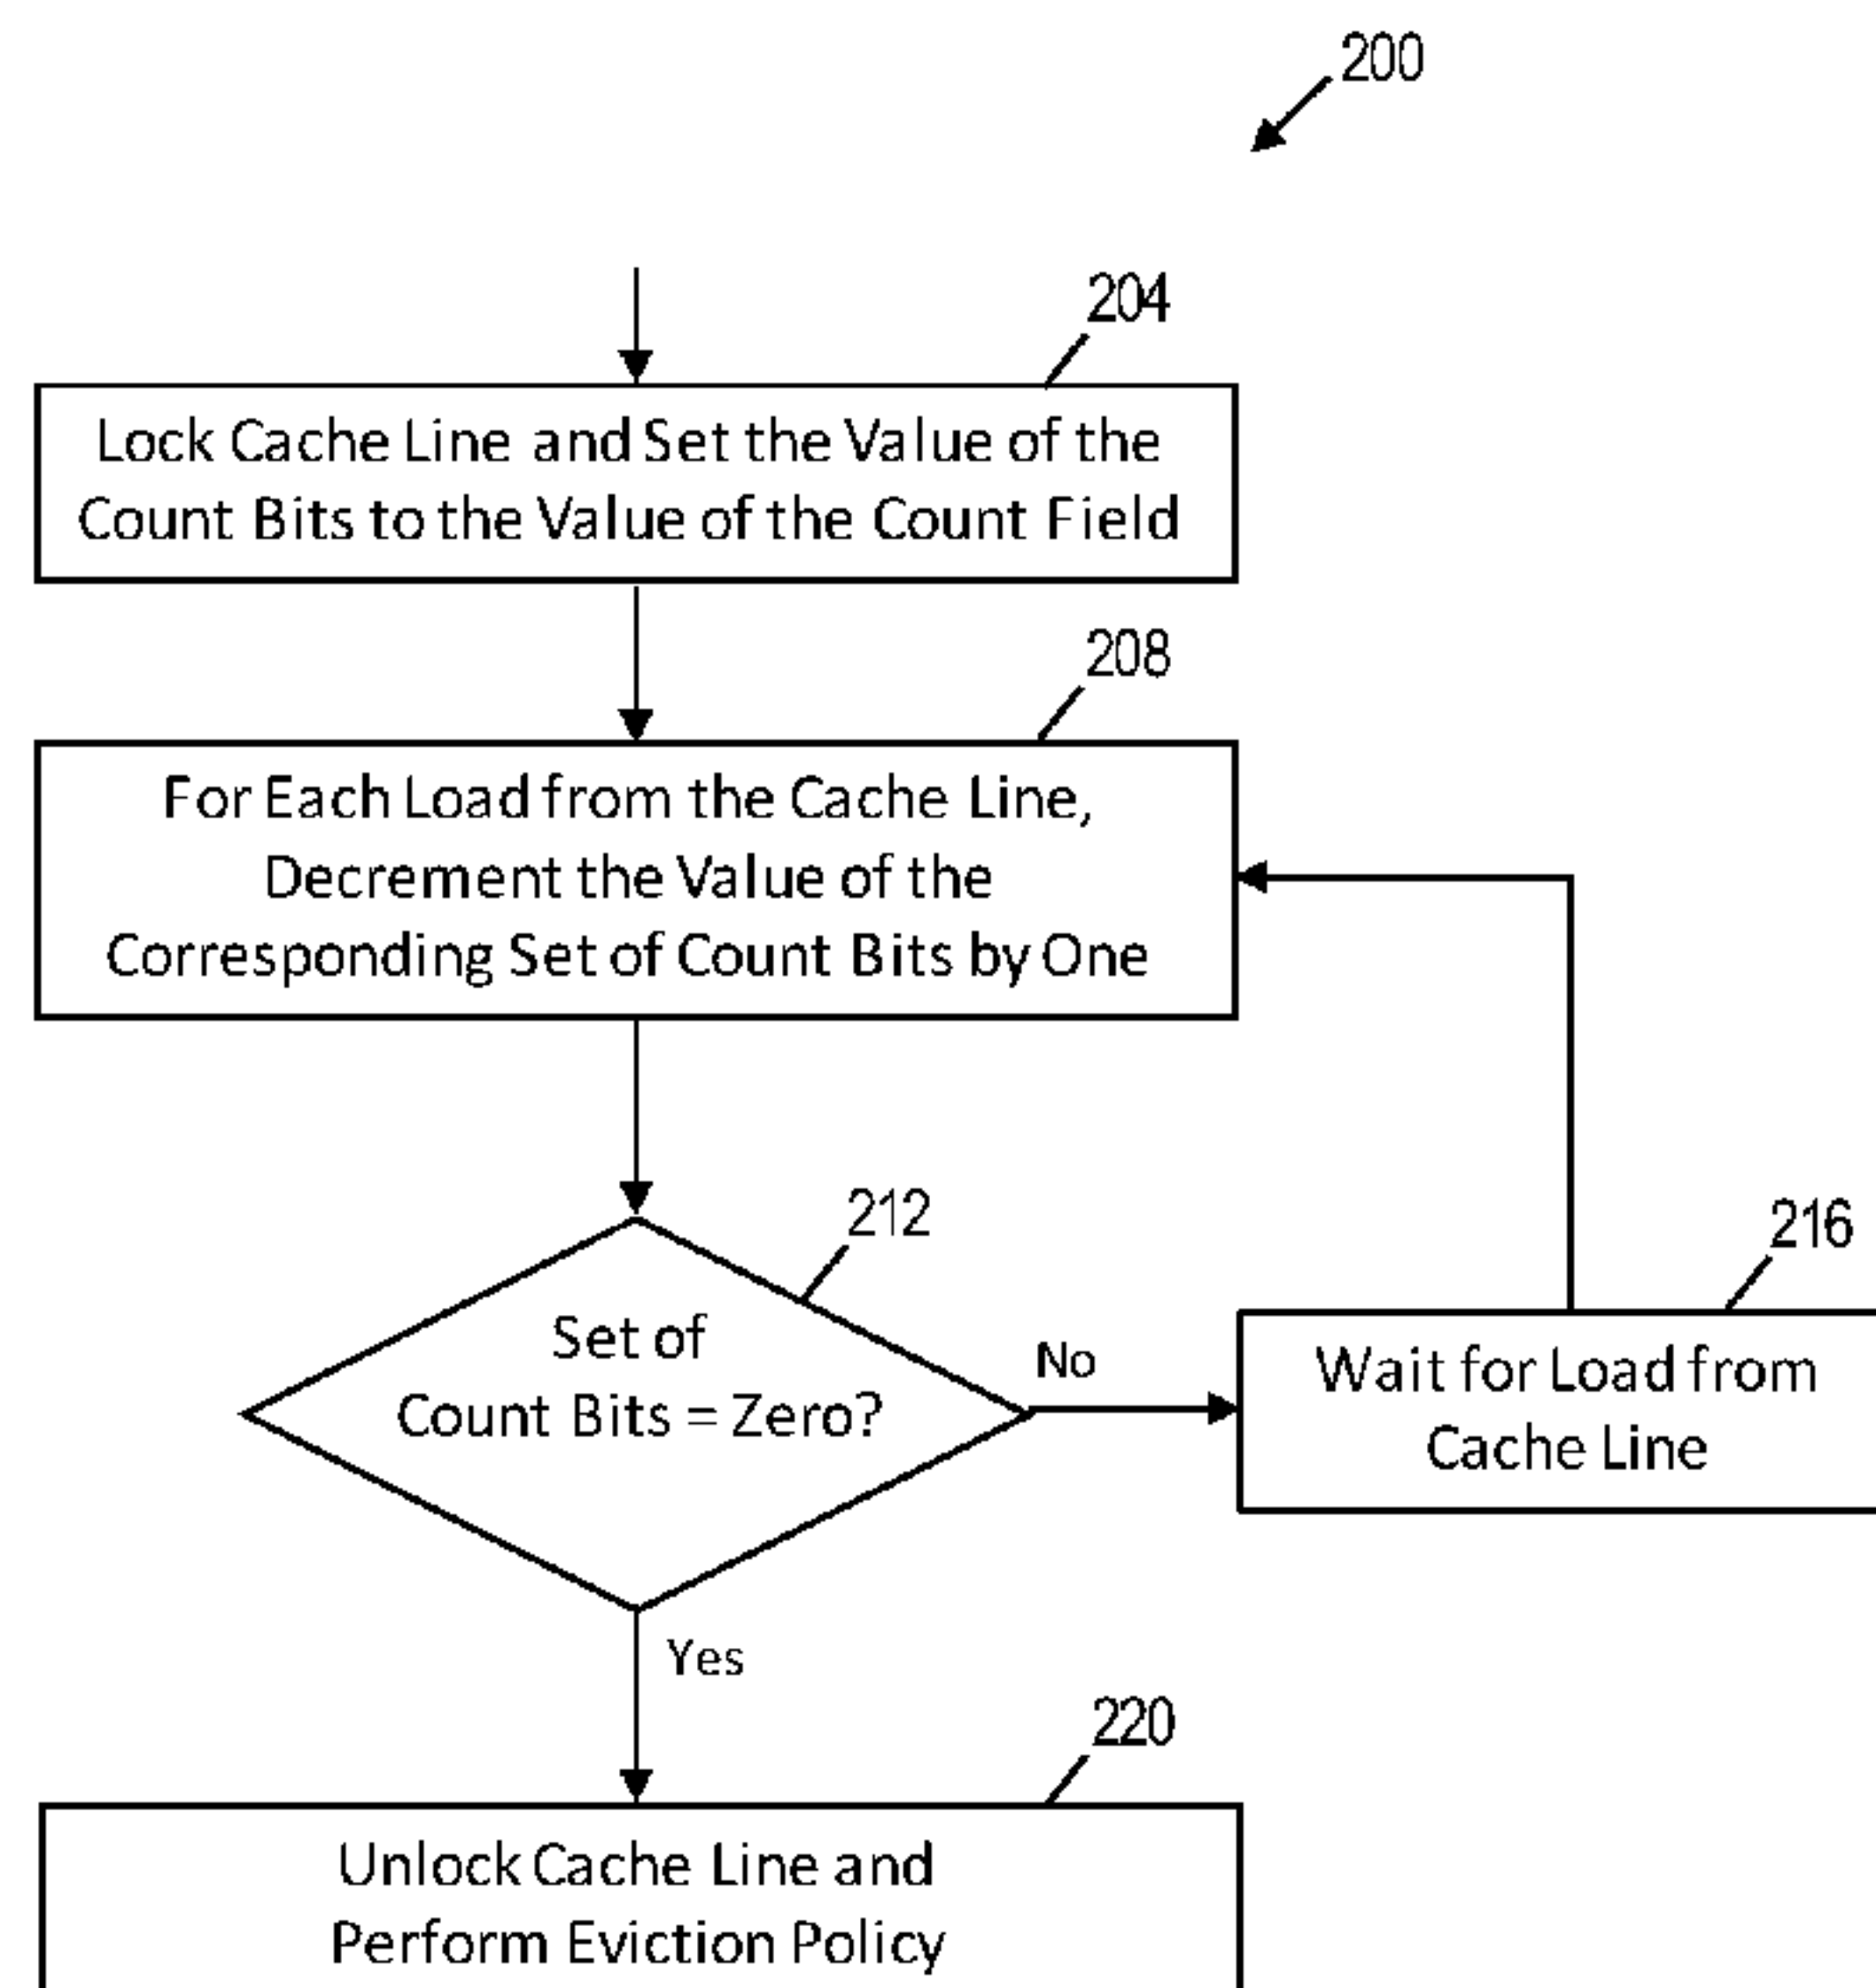 200
204
Lock Cache Line and Set the Value of the
Count Bits to the Value of the Count Field
208
For Each Load from the Cache Line,
Decrement the Value of the
Corresponding Set of Count Bits by One
212
Set of
Count Bits = Zero?
No
216
Wait for Load from
Cache Line
Yes
220
Unlock Cache Line and
Perform Eviction Policy